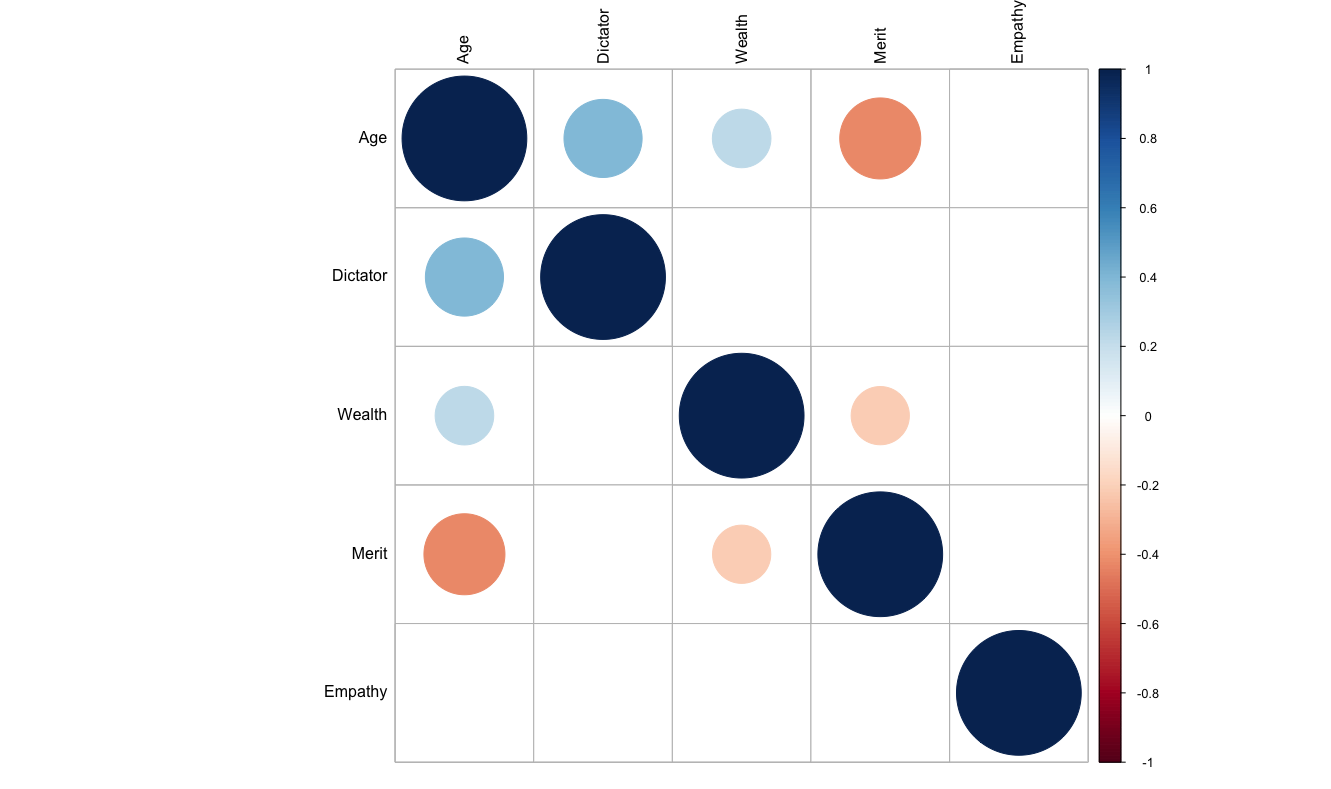 Age
Dictator
Wealth
Merit
Empathy
Age
Dictator
Wealth
Merit
Empathy
1
0.8
0.6
0.4
0.2
0
-0.2
-0.4
-0.6
-0.8
-1